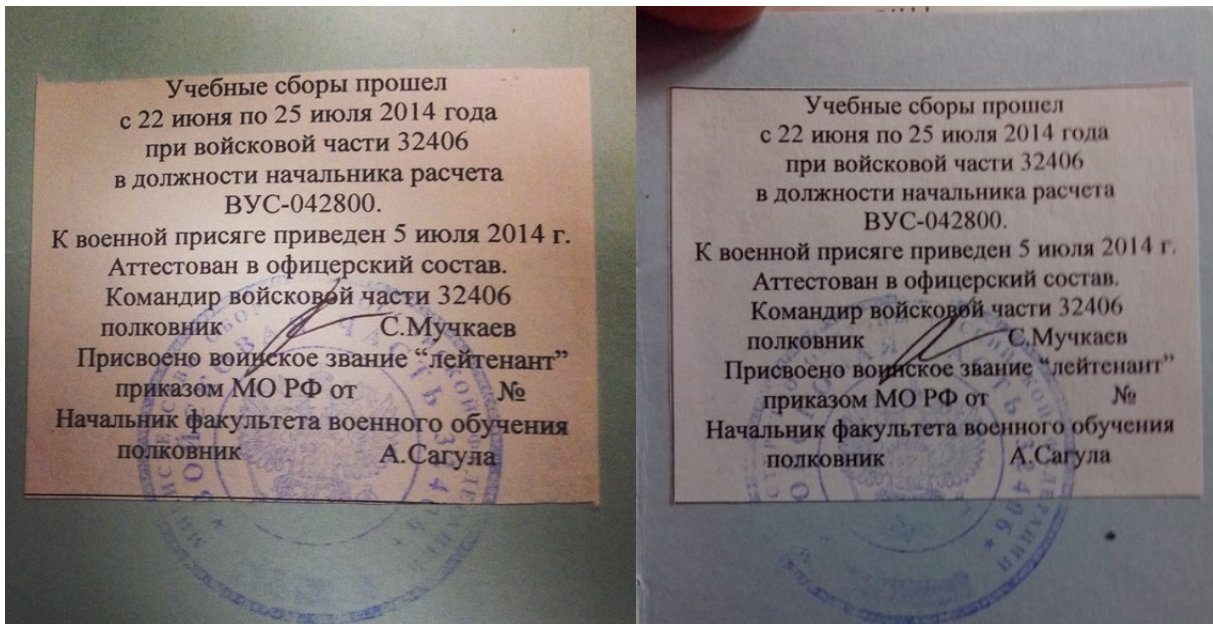 Учебные сборы прошел
с 22 июня по 25 июля 2014 года
при войсковой части 32406
в должности начальника расчета
ВУС-042800.
К военной присяге приведен 5 июля 2014 г.
Аттестован в офицерский состав.
Командир войсковой части 32406
полковник С.Мучкаев
Присвоено воинское звание “лейтенант”
приказом МО РФ от №
Начальник факультета военного обучения
полковник А.Сагула
Учебные сборы прошел
с 22 июня по 25 июля 2014 года
при войсковой части 32406
в должности начальника расчета
ВУС-042800.
К военной присяге приведен 5 июля 2014 г.
Аттестован в офицерский состав.
Командир войсковой части 32406
полковник С.Мучкаев
Присвоено воинское звание “лейтенант”
приказом МО РФ от №
Начальник факультета военного обучения
полковник А.Сагула